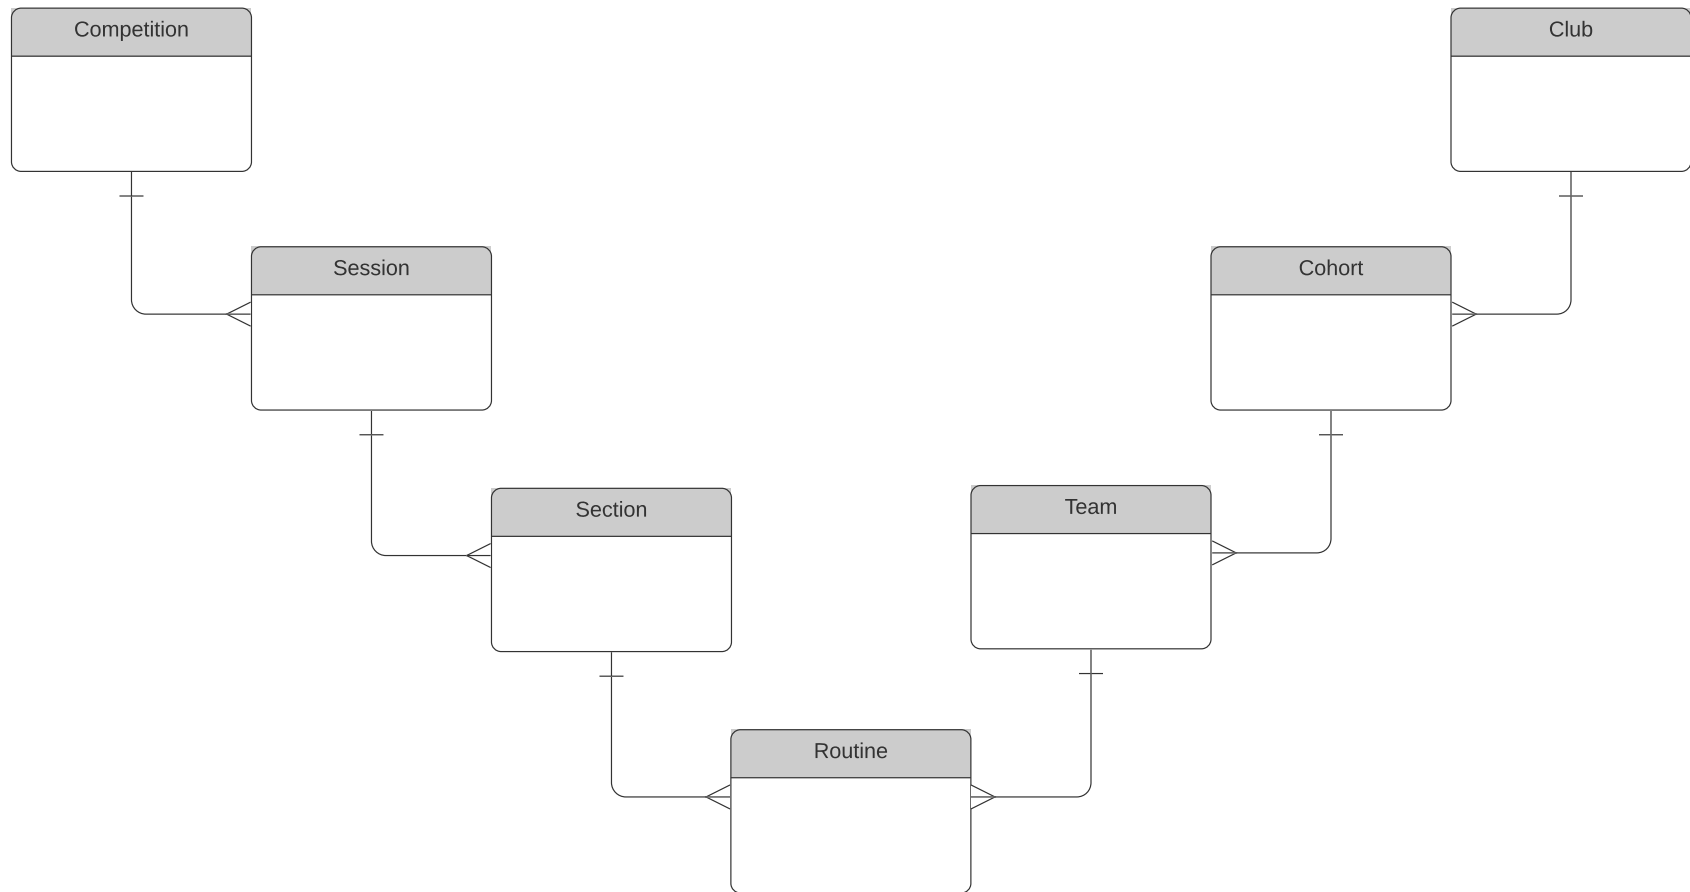 Competition
Club
Session
Cohort
Section
Team
Routine